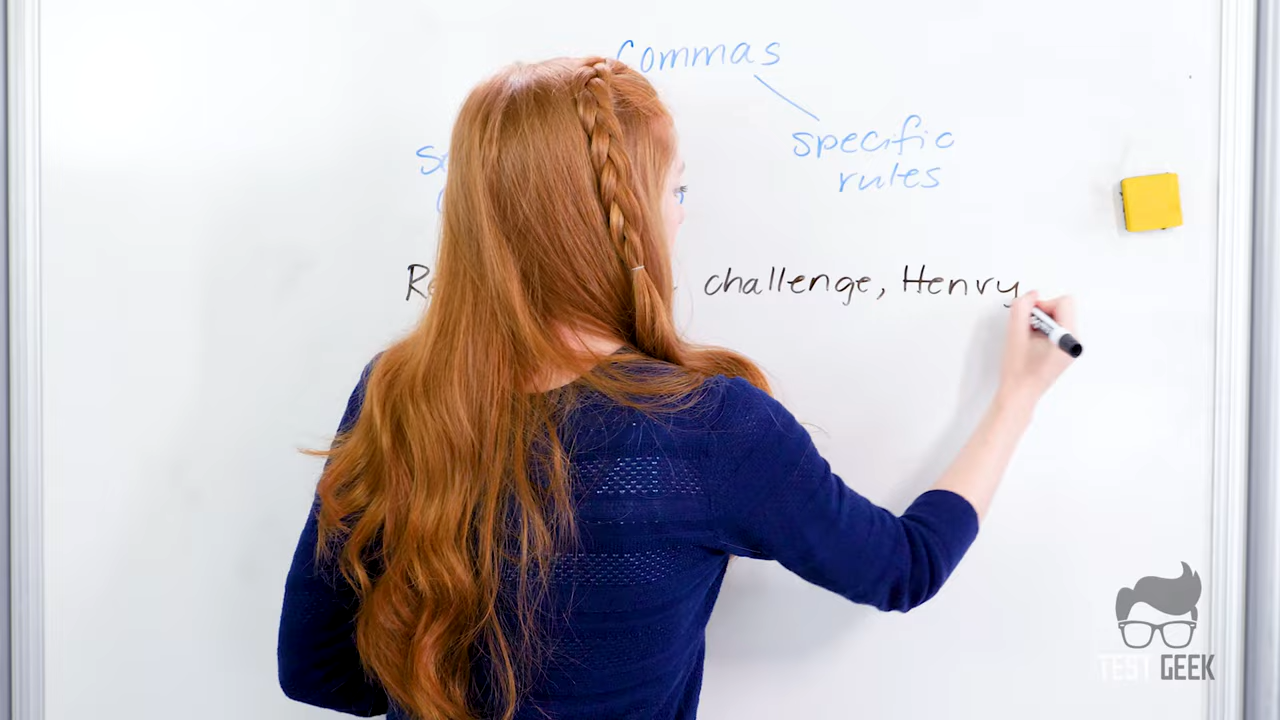 Commas
specific
rules
challenge, Henry
TEST GEEK